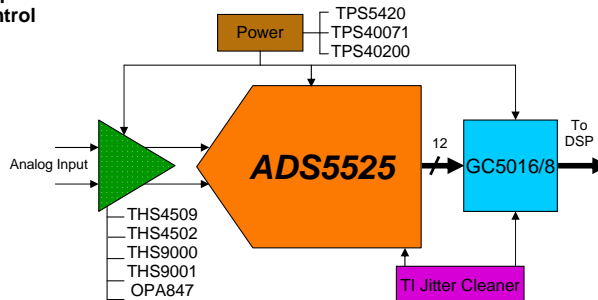 ntrol
Power
TPS5420
TPS40071
TPS40200
Analog Input
ADS5525
12
GC5016/8
To
DSP
THS4509
THS4502
THS9000
THS9001
OPA847
TI Jitter Cleaner